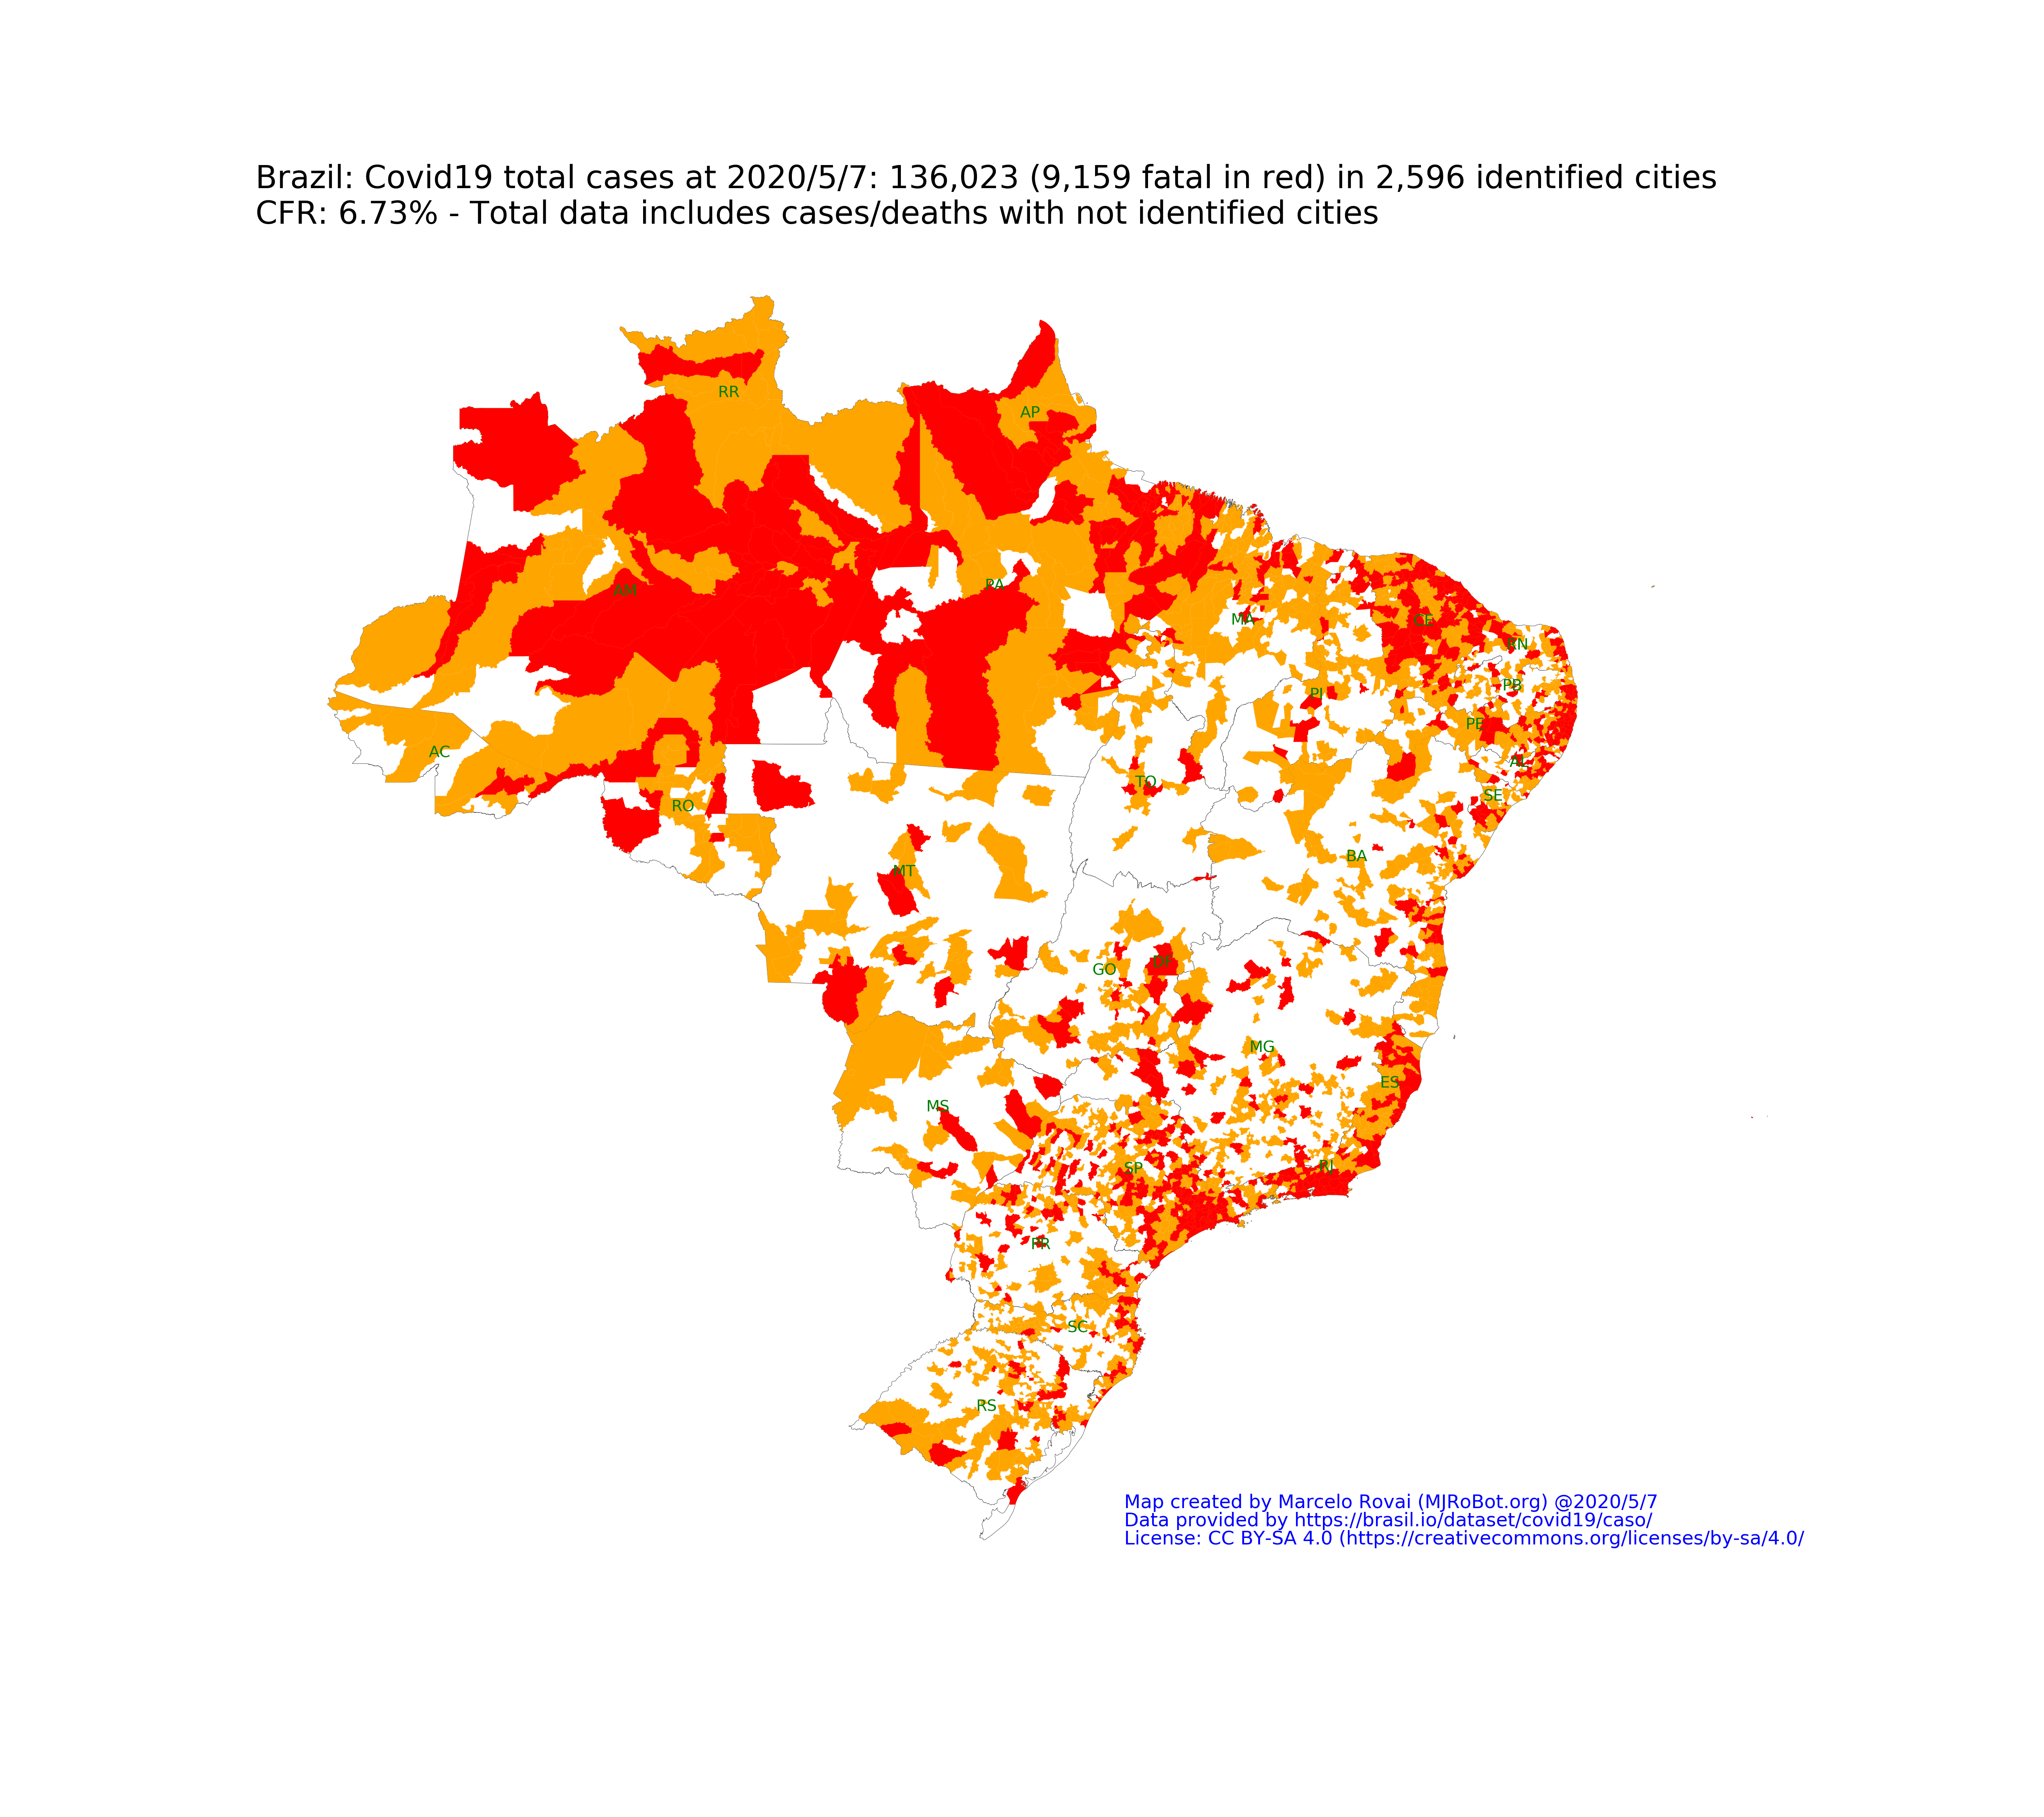 Brazil: Covid19 total cases at 2020/5/7: 136,023 (9,159 fatal in red) in 2,596 identified cities
CFR: 6.73% - Total data includes cases/deaths with not identified cities
RR
AP
AM
PA
MA
CE
RN
PI
PB
PE
AC
AL
TO
SE
RO
BA
MT
DF
GO
MG
ES
MS
RJ
SP
PR
SC
RS
Map created by Marcelo Rovai (MJRoBot.org) @2020/5/7
Data provided by https://brasil.io/dataset/covid19/caso/
License: CC BY-SA 4.0 (https://creativecommons.org/licenses/by-sa/4.0/